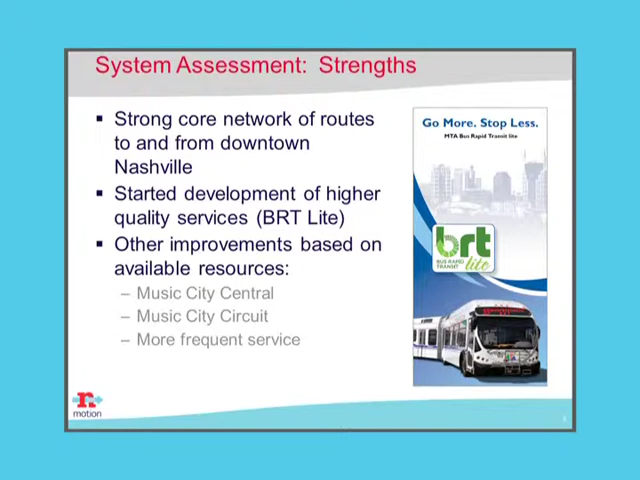 System Assessment: Strengths
▪ Strong core network of routes
to and from downtown
Nashville
▪ Started development of higher
quality services (BRT Lite)
▪ Other improvements based on
available resources:
– Music City Central
– Music City Circuit
– More frequent service
Go More. Stop Less.
MTA Bus Rapid Transit lite
brt
BUS RAPID
TRANSIT lite
n
motion